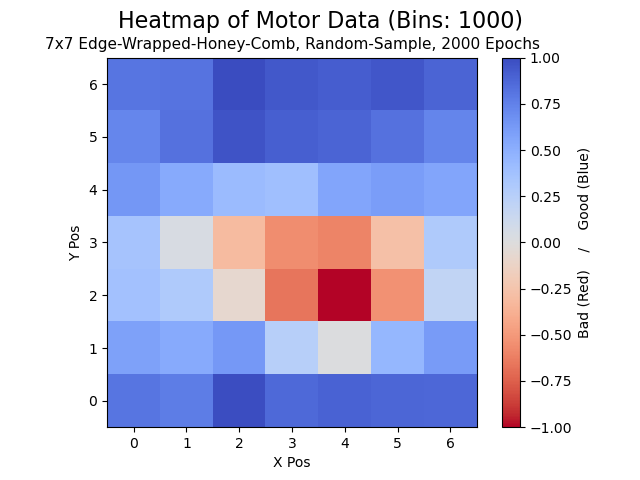 Heatmap of Motor Data (Bins: 1000)
7x7 Edge-Wrapped-Honey-Comb, Random-Sample, 2000 Epochs
6
5
4
3
2
1
0
Y Pos
0 1 2 3 4 5 6
X Pos
1.00
0.75
0.50
0.25
0.00
−0.25
−0.50
−0.75
−1.00
Bad (Red) / Good (Blue)